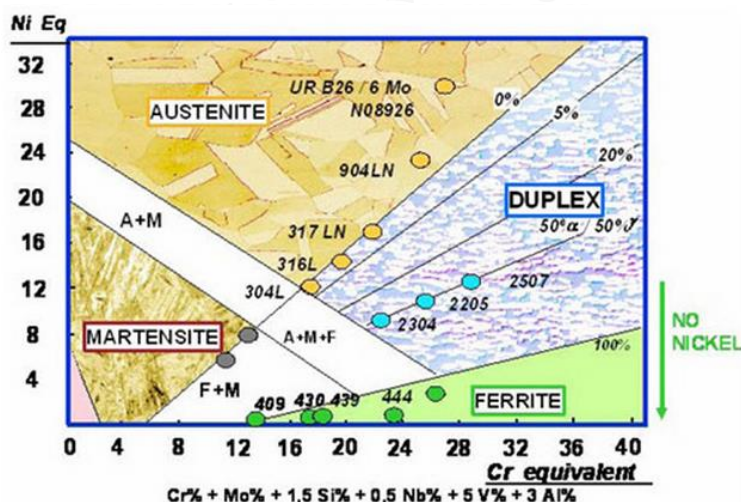 Ni Eq
32
28
24
20
16
12
8
4
UR B26 / 6 Mo
N08926
AUSTENITE
0%
5%
904LN
20%
DUPLEX
A+M
317 LN
50%α / 50%γ
316L
2507
304L
2205
2304
NO
NICKEL
MARTENSITE
A+M+F
100%
F+M
409 430 439 444
FERRITE
0 4 8 12 16 20 24 28 32 36 40
Cr equivalent
Cr% + Mo% + 1.5 Si% + 0.5 Nb% + 5 V% + 3 Al%